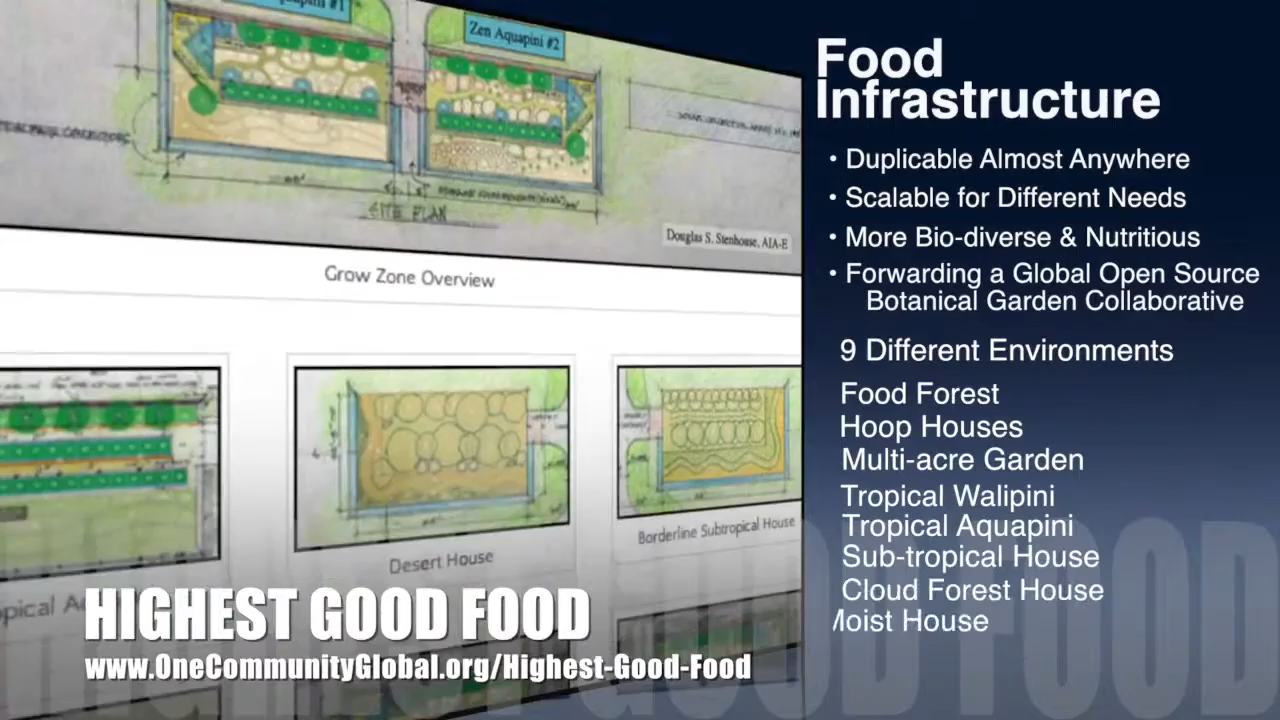 Zen Aquapini #2
SITE PLAN
Douglas S. Stenhouse, AIA-E
Grow Zone Overview
Desert House
Borderline Subtropical House
HIGHEST GOOD FOOD
www.OneCommunityGlobal.org/Highest-Good-Food
Food
Infrastructure
• Duplicable Almost Anywhere
• Scalable for Different Needs
• More Bio-diverse & Nutritious
• Forwarding a Global Open Source
Botanical Garden Collaborative
9 Different Environments
Food Forest
Hoop Houses
Multi-acre Garden
Tropical Walipini
Tropical Aquapini
Sub-tropical House
Cloud Forest House
Moist House
HIGHEST GOOD FOOD